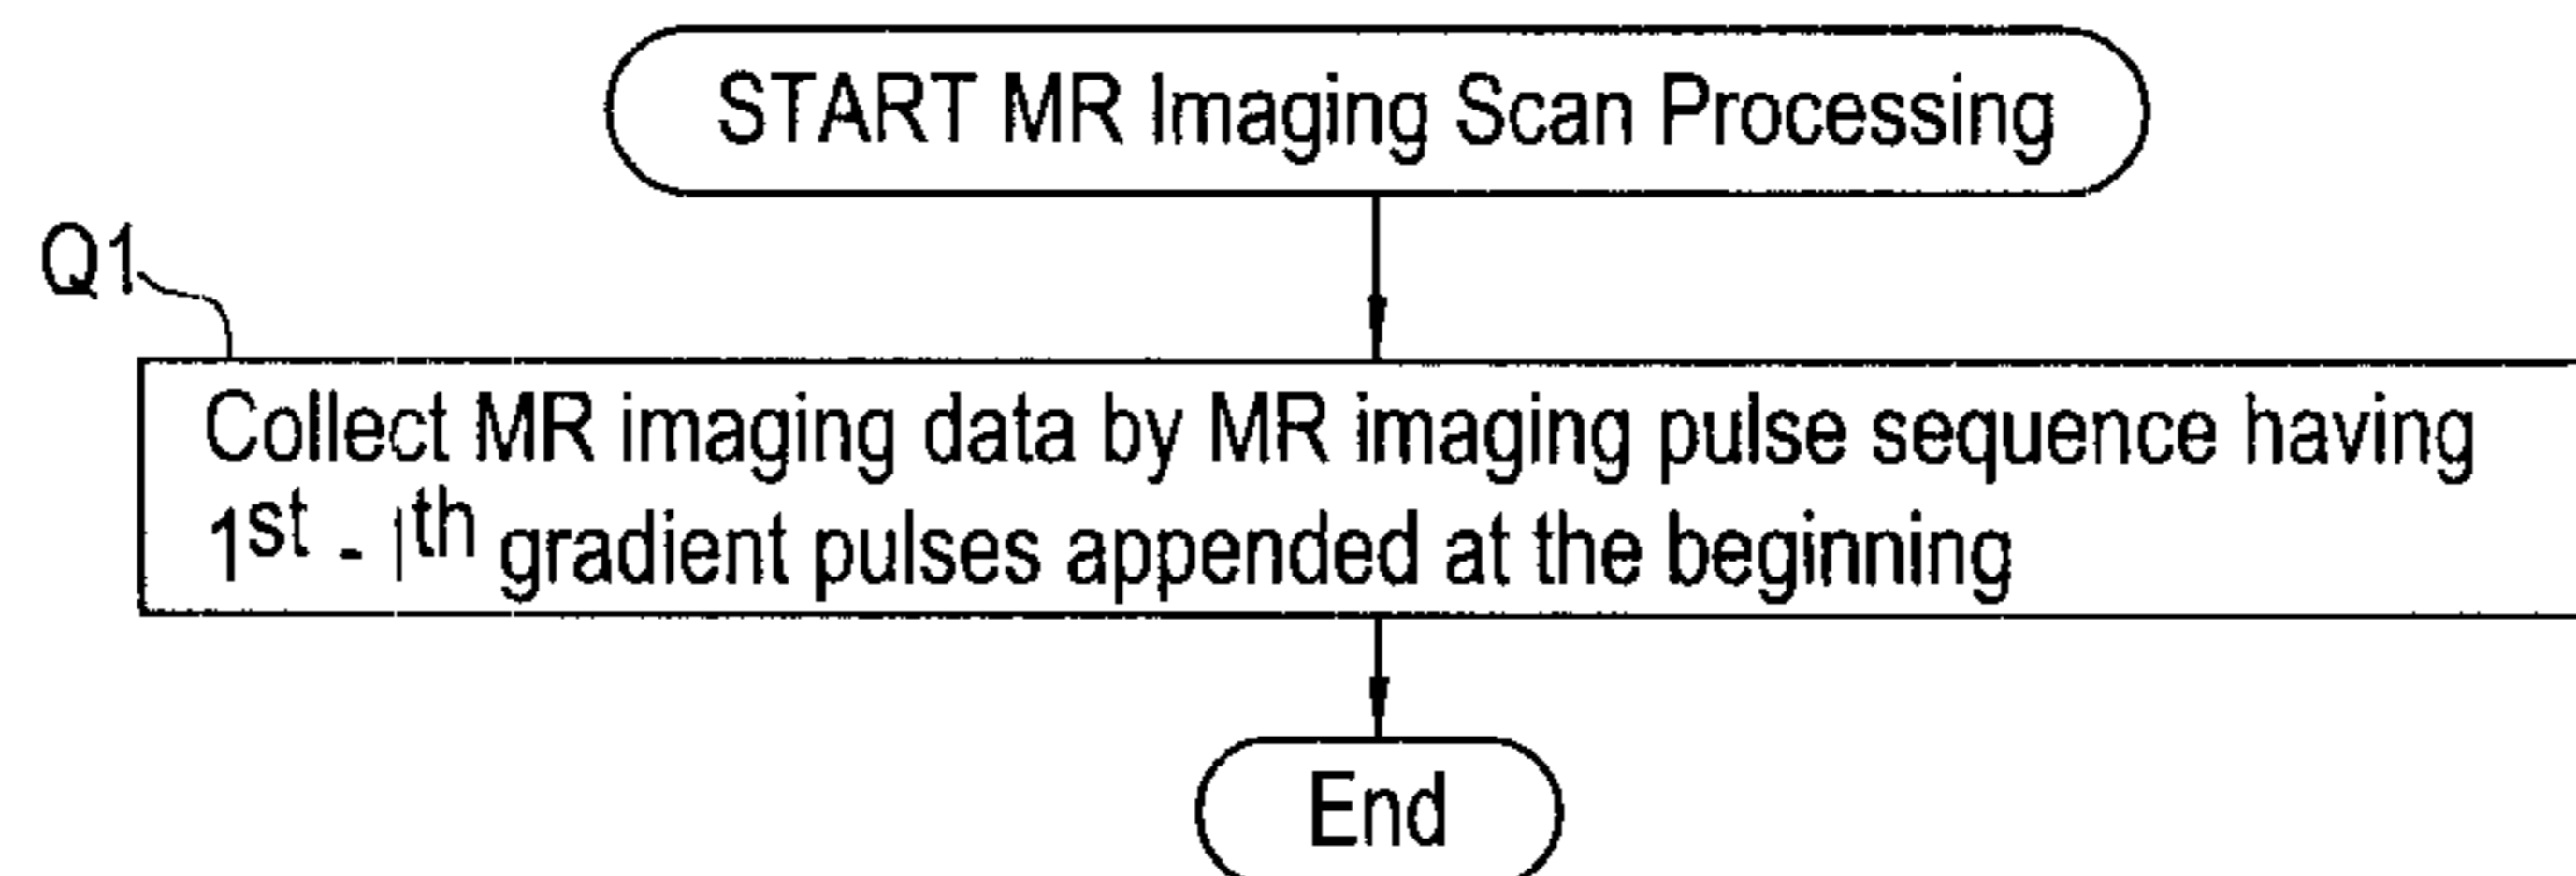 START MR Imaging Scan Processing
Q1
Collect MR imaging data by MR imaging pulse sequence having
1st - Ith gradient pulses appended at the beginning
End